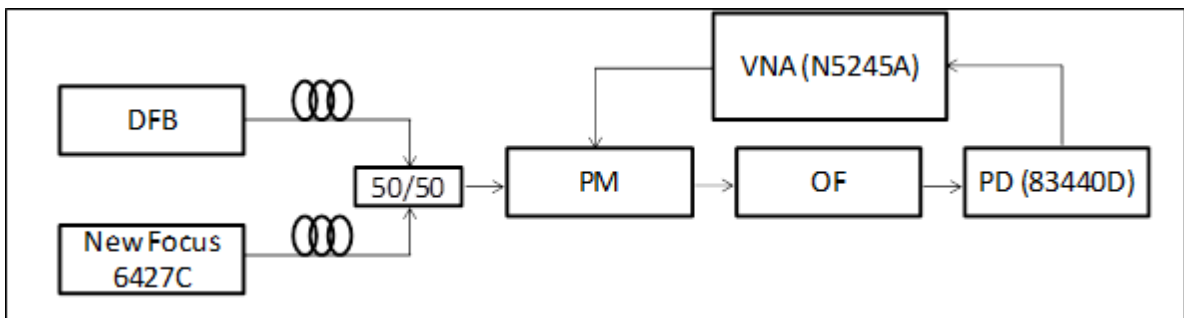 VNA (N5245A)
DFB
50/50
PM
OF
PD (83440D)
New Focus
6427C